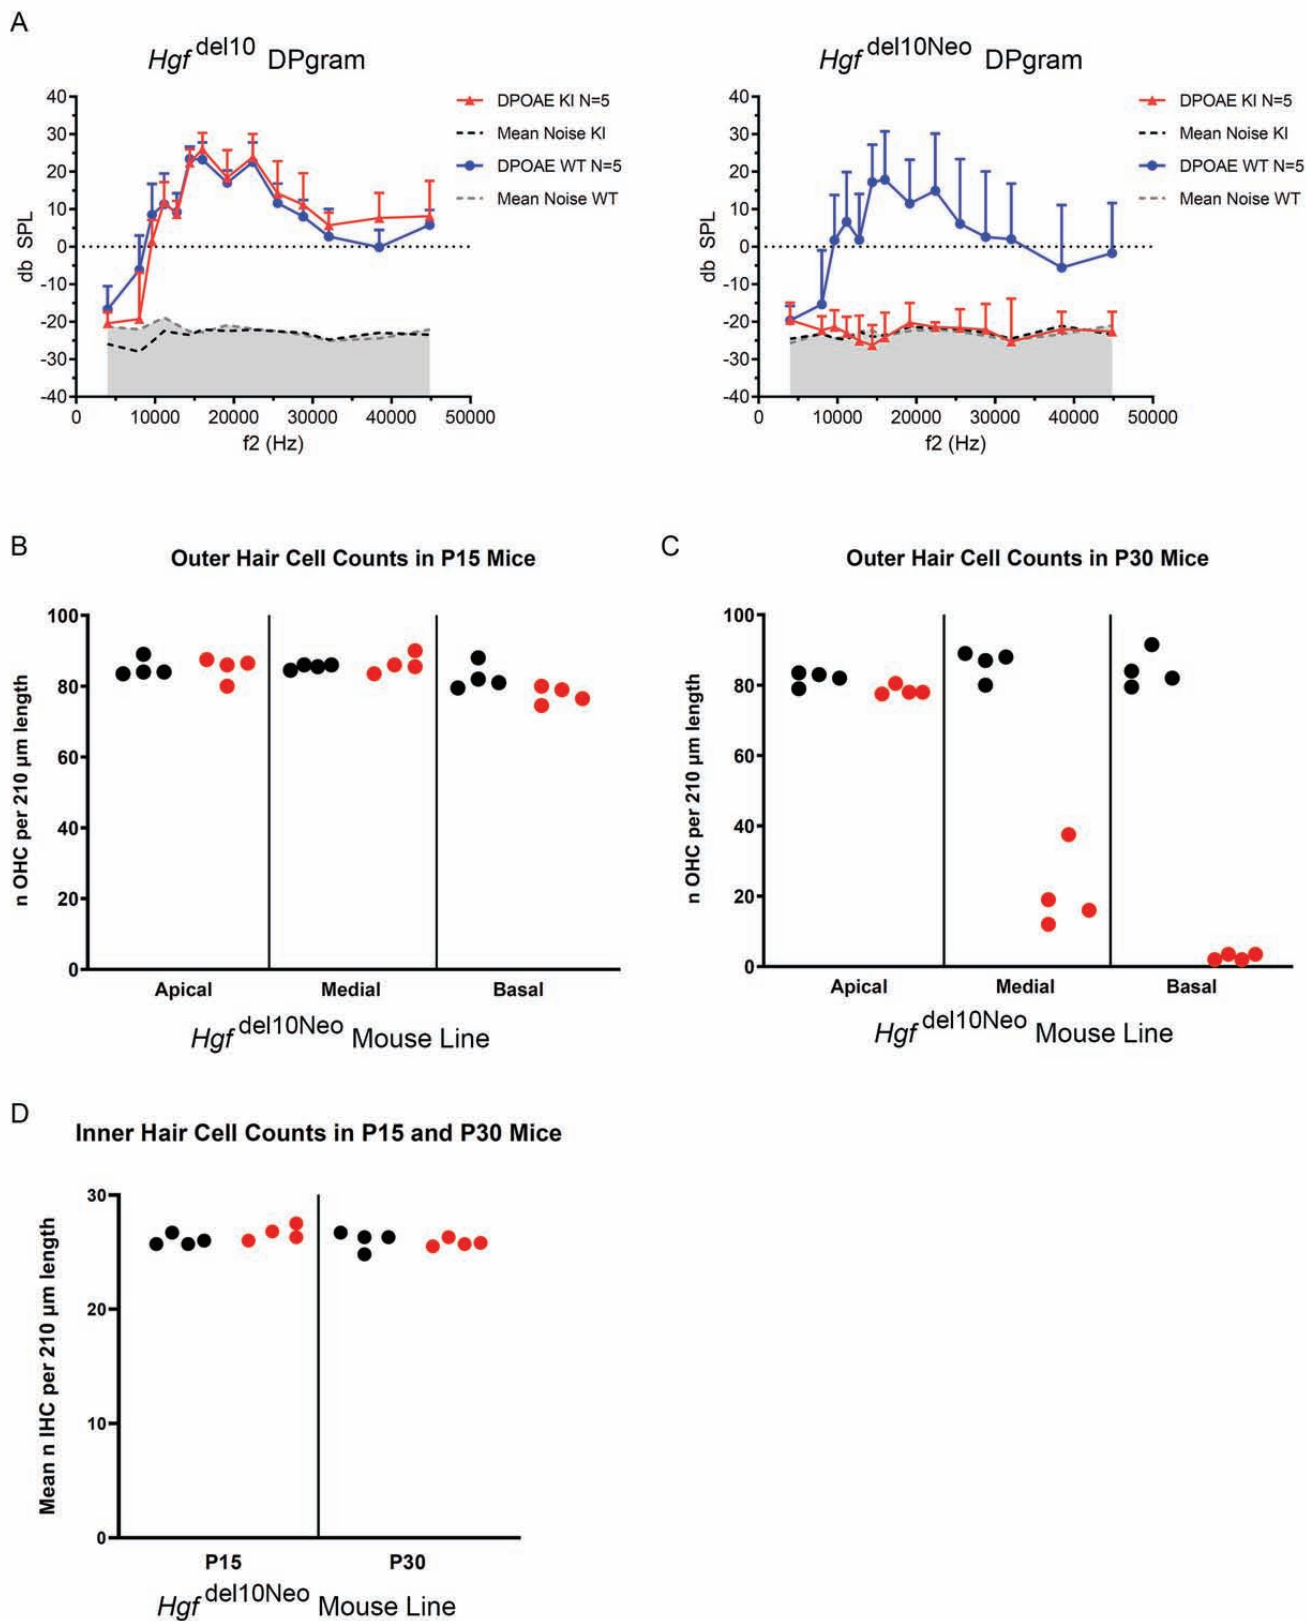 A
Hgf del10 DPgram
40
30
20
10
0
-10
-20
-30
-40
db SPL
0 10000 20000 30000 40000 50000
f2 (Hz)
DPOAE KI N=5
Mean Noise KI
DPOAE WT N=5
Mean Noise WT
Hgf del10Neo DPgram
40
30
20
10
0
-10
-20
-30
-40
db SPL
0 10000 20000 30000 40000 50000
f2 (Hz)
DPOAE KI N=5
Mean Noise KI
DPOAE WT N=5
Mean Noise WT
B
Outer Hair Cell Counts in P15 Mice
100
80
60
40
20
0
n OHC per 210 µm length
Apical Medial Basal
Hgf del10Neo Mouse Line
C
Outer Hair Cell Counts in P30 Mice
100
80
60
40
20
0
n OHC per 210 µm length
Apical Medial Basal
Hgf del10Neo Mouse Line
D
Inner Hair Cell Counts in P15 and P30 Mice
30
20
10
0
Mean n IHC per 210 µm length
P15 P30
Hgf del10Neo Mouse Line